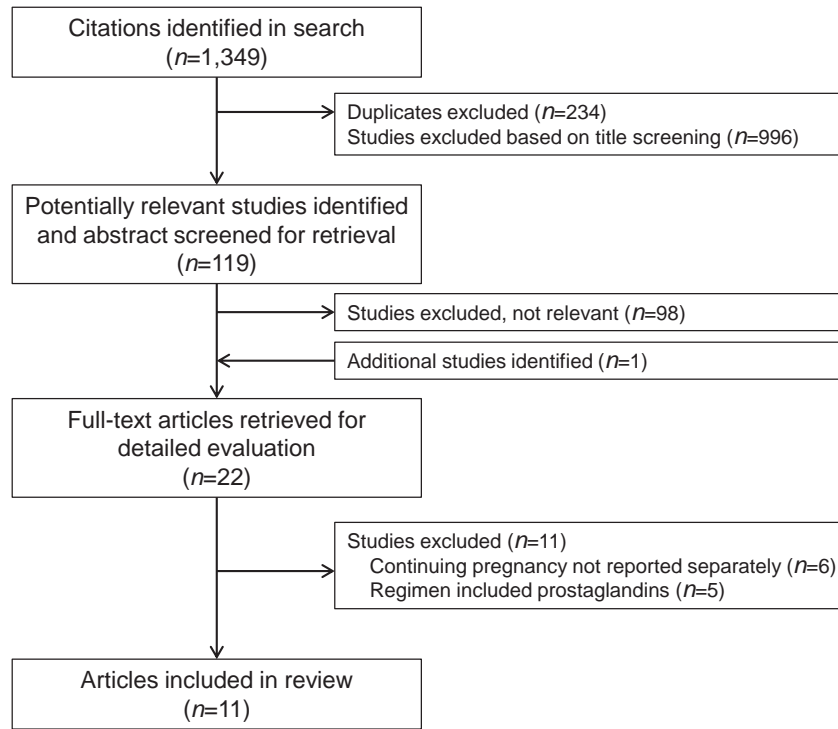 Citations identified in search
(n=1,349)
Duplicates excluded (n=234)
Studies excluded based on title screening (n=996)
Potentially relevant studies identified
and abstract screened for retrieval
(n=119)
Studies excluded, not relevant (n=98)
Additional studies identified (n=1)
Full-text articles retrieved for
detailed evaluation
(n=22)
Studies excluded (n=11)
Continuing pregnancy not reported separately (n=6)
Regimen included prostaglandins (n=5)
Articles included in review
(n=11)